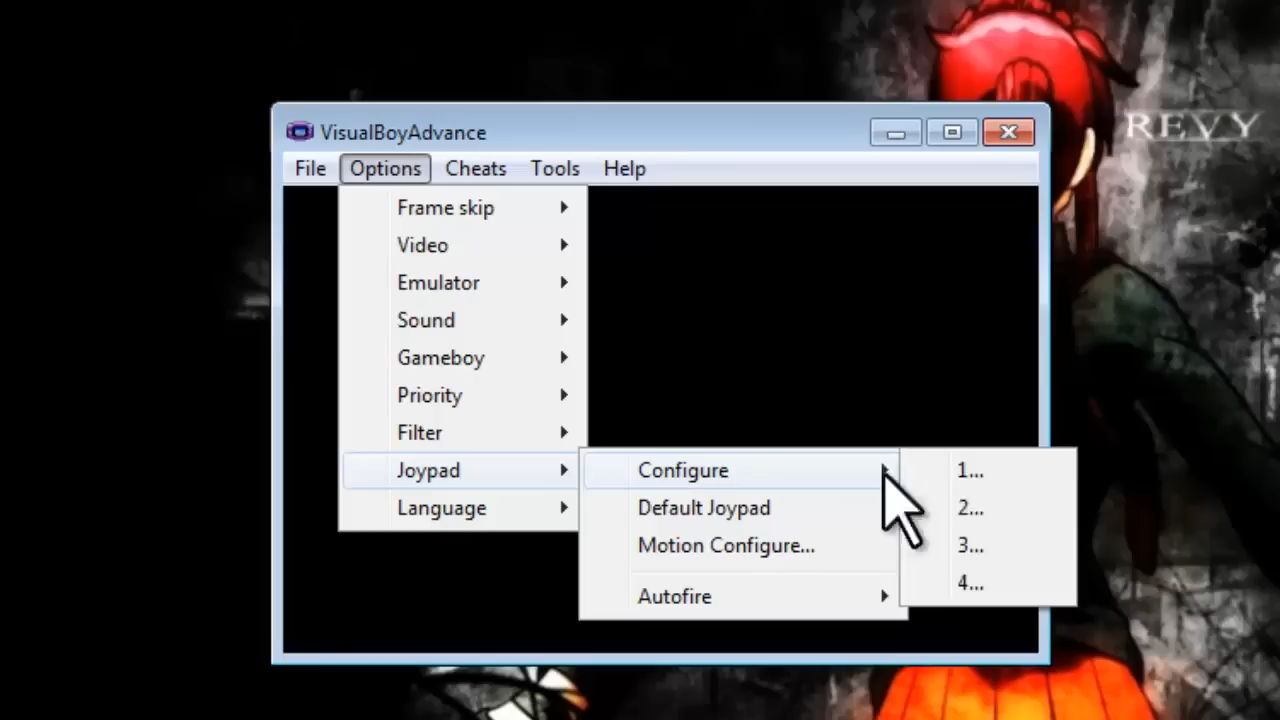 REVY
VisualBoyAdvance
File Options Cheats Tools Help
Frame skip
Video
Emulator
Sound
Gameboy
Priority
Filter
Joypad
Language
Configure
Default Joypad
Motion Configure...
Autofire
1...
2...
3...
4...